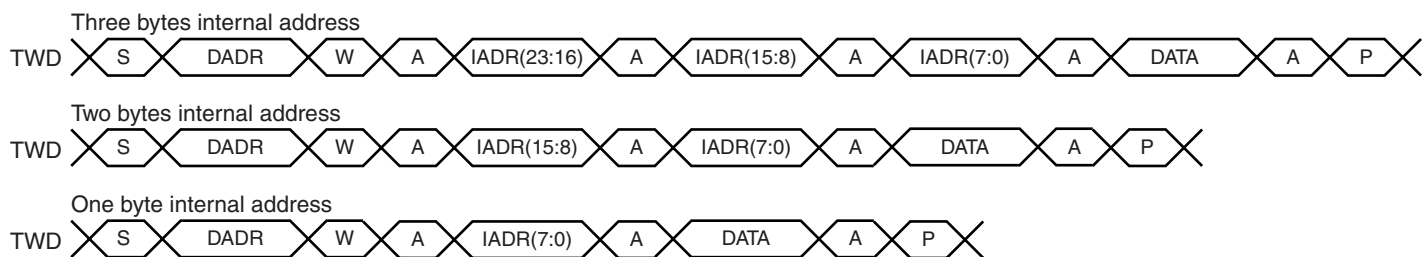 Three bytes internal address
TWD S DADR W A IADR(23:16) A IADR(15:8) A IADR(7:0) A DATA A P
Two bytes internal address
TWD S DADR W A IADR(15:8) A IADR(7:0) A DATA A P
One byte internal address
TWD S DADR W A IADR(7:0) A DATA A P